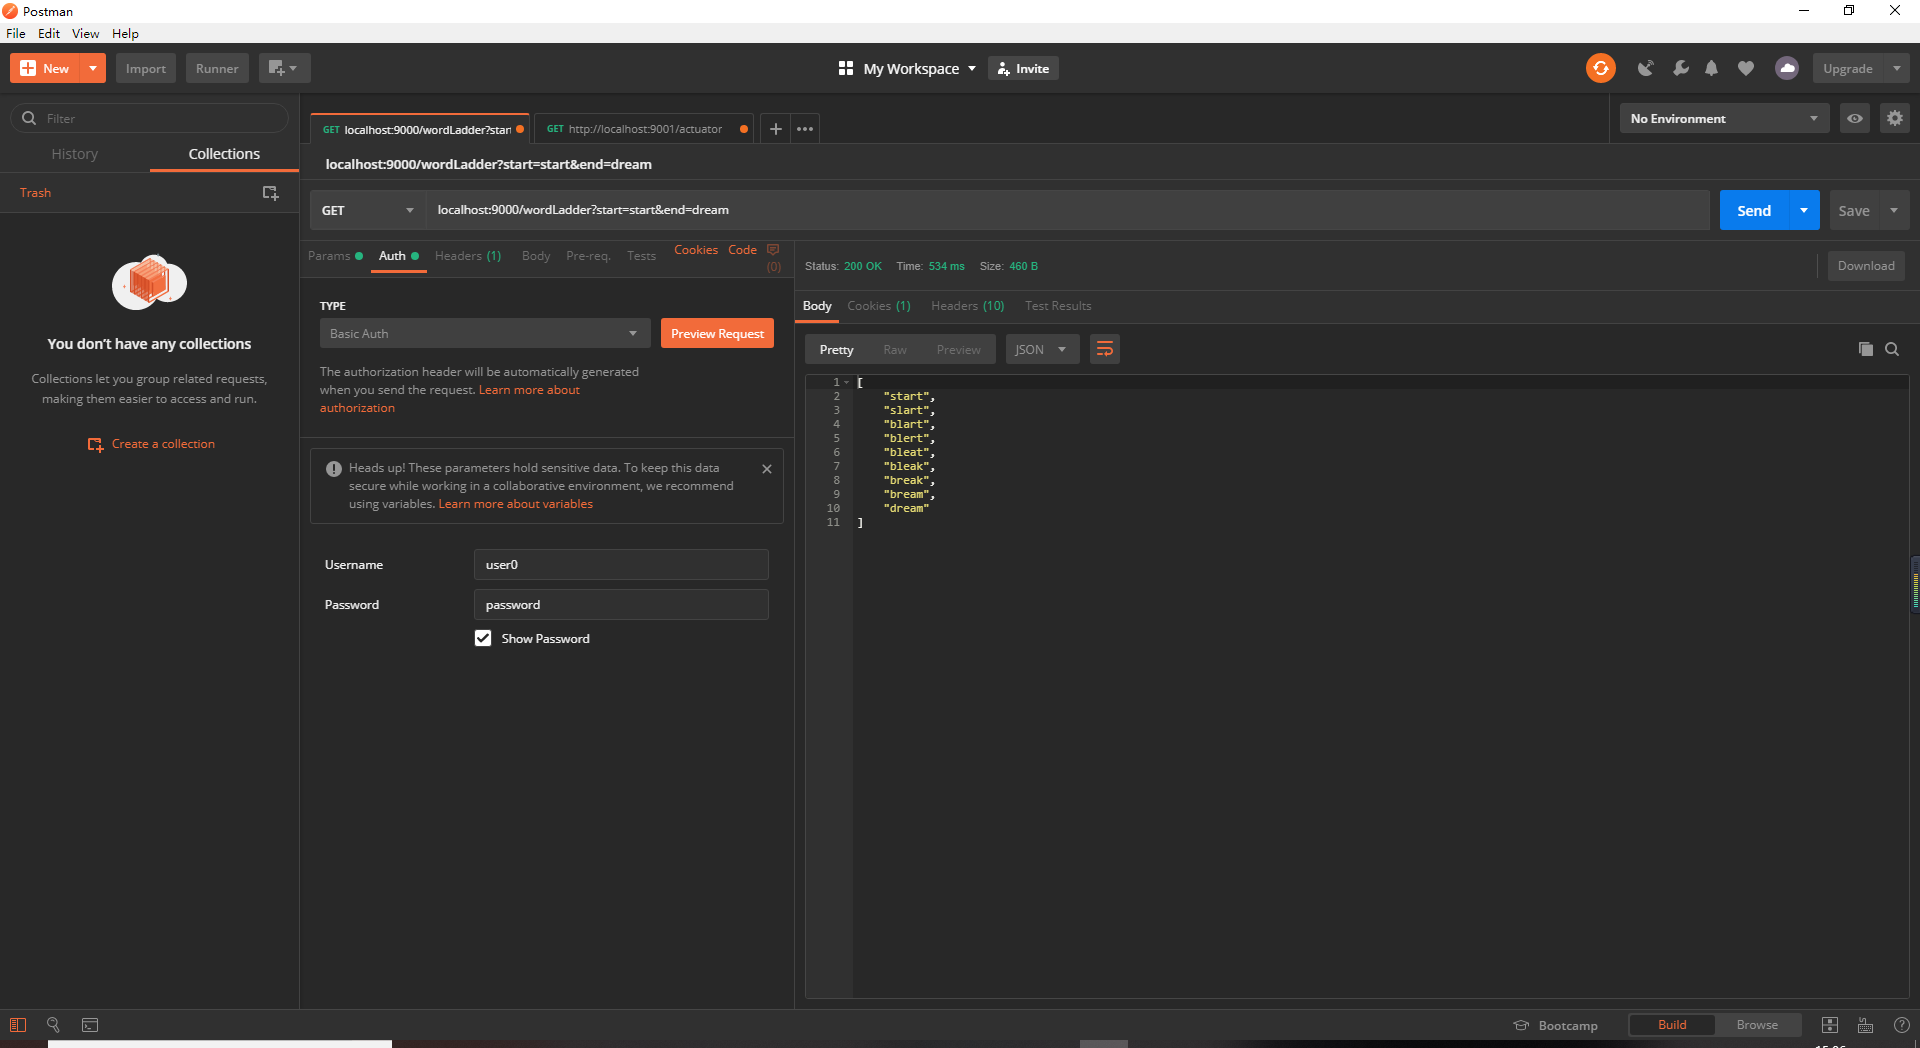 Postman
File Edit View Help
New Import Runner My Workspace Invite Upgrade
Filter
History Collections
Trash
You don't have any collections
Collections let you group related requests,
making them easier to access and run.
Create a collection
GET localhost:9000/wordLadder?star GET http://localhost:9001/actuator
No Environment
localhost:9000/wordLadder?start=start&end=dream
GET localhost:9000/wordLadder?start=start&end=dream Send Save
Params Auth Headers (1) Body Pre-req. Tests Cookies Code
(0)
TYPE
Basic Auth Preview Request
The authorization header will be automatically generated
when you send the request. Learn more about
authorization
Heads up! These parameters hold sensitive data. To keep this data
secure while working in a collaborative environment, we recommend
using variables. Learn more about variables
Username user0
Password password
Show Password
Status: 200 OK Time: 534 ms Size: 460 B Download
Body Cookies (1) Headers (10) Test Results
Pretty Raw Preview JSON
1 [
2 "start",
3 "slart",
4 "blart",
5 "blert",
6 "bleat",
7 "bleak",
8 "break",
9 "bream",
10 "dream"
11 ]
Bootcamp Build Browse